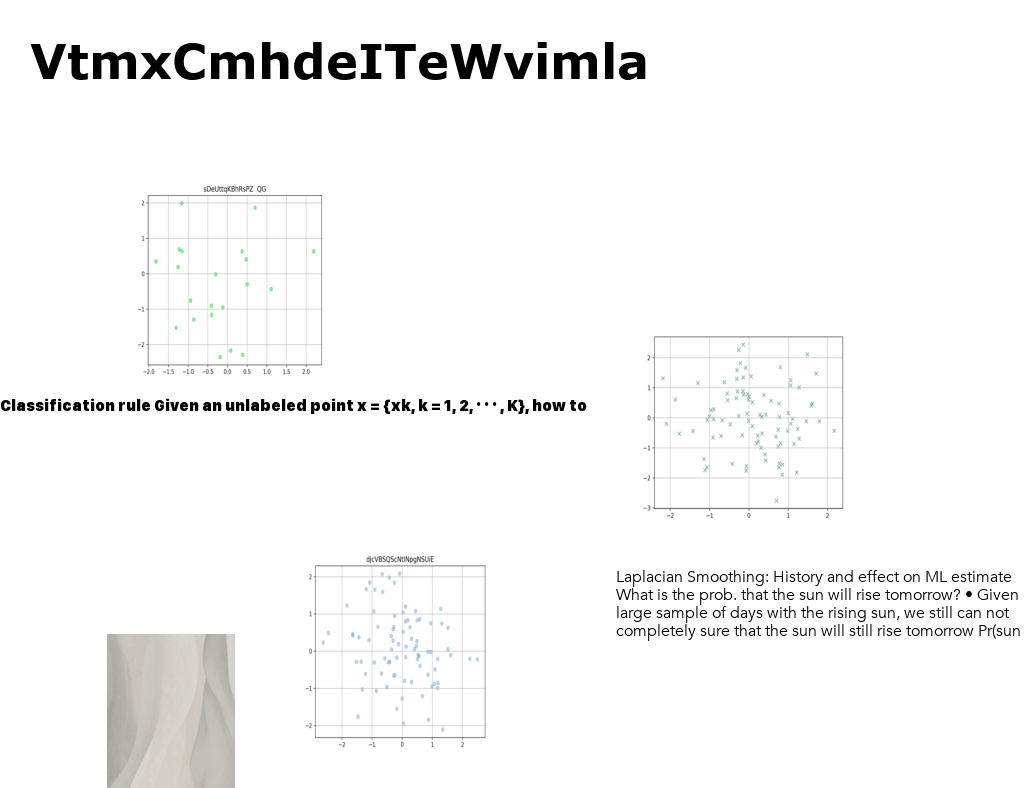 VtmxCmhdeITeWvimla
sDeUttqKBhRsPZ QG
2
1
0
−1
−2
−2.0 −1.5 −1.0 −0.5 0.0 0.5 1.0 1.5 2.0
Classification rule Given an unlabeled point x = {xk, k = 1, 2, · · · , K}, how to
2
1
0
−1
−2
−3
−2 −1 0 1 2
djcVBSQScNtINpgNSUiE
2
1
0
−1
−2
−2 −1 0 1 2
Laplacian Smoothing: History and effect on ML estimate
What is the prob. that the sun will rise tomorrow? • Given
large sample of days with the rising sun, we still can not
completely sure that the sun will still rise tomorrow Pr(sun